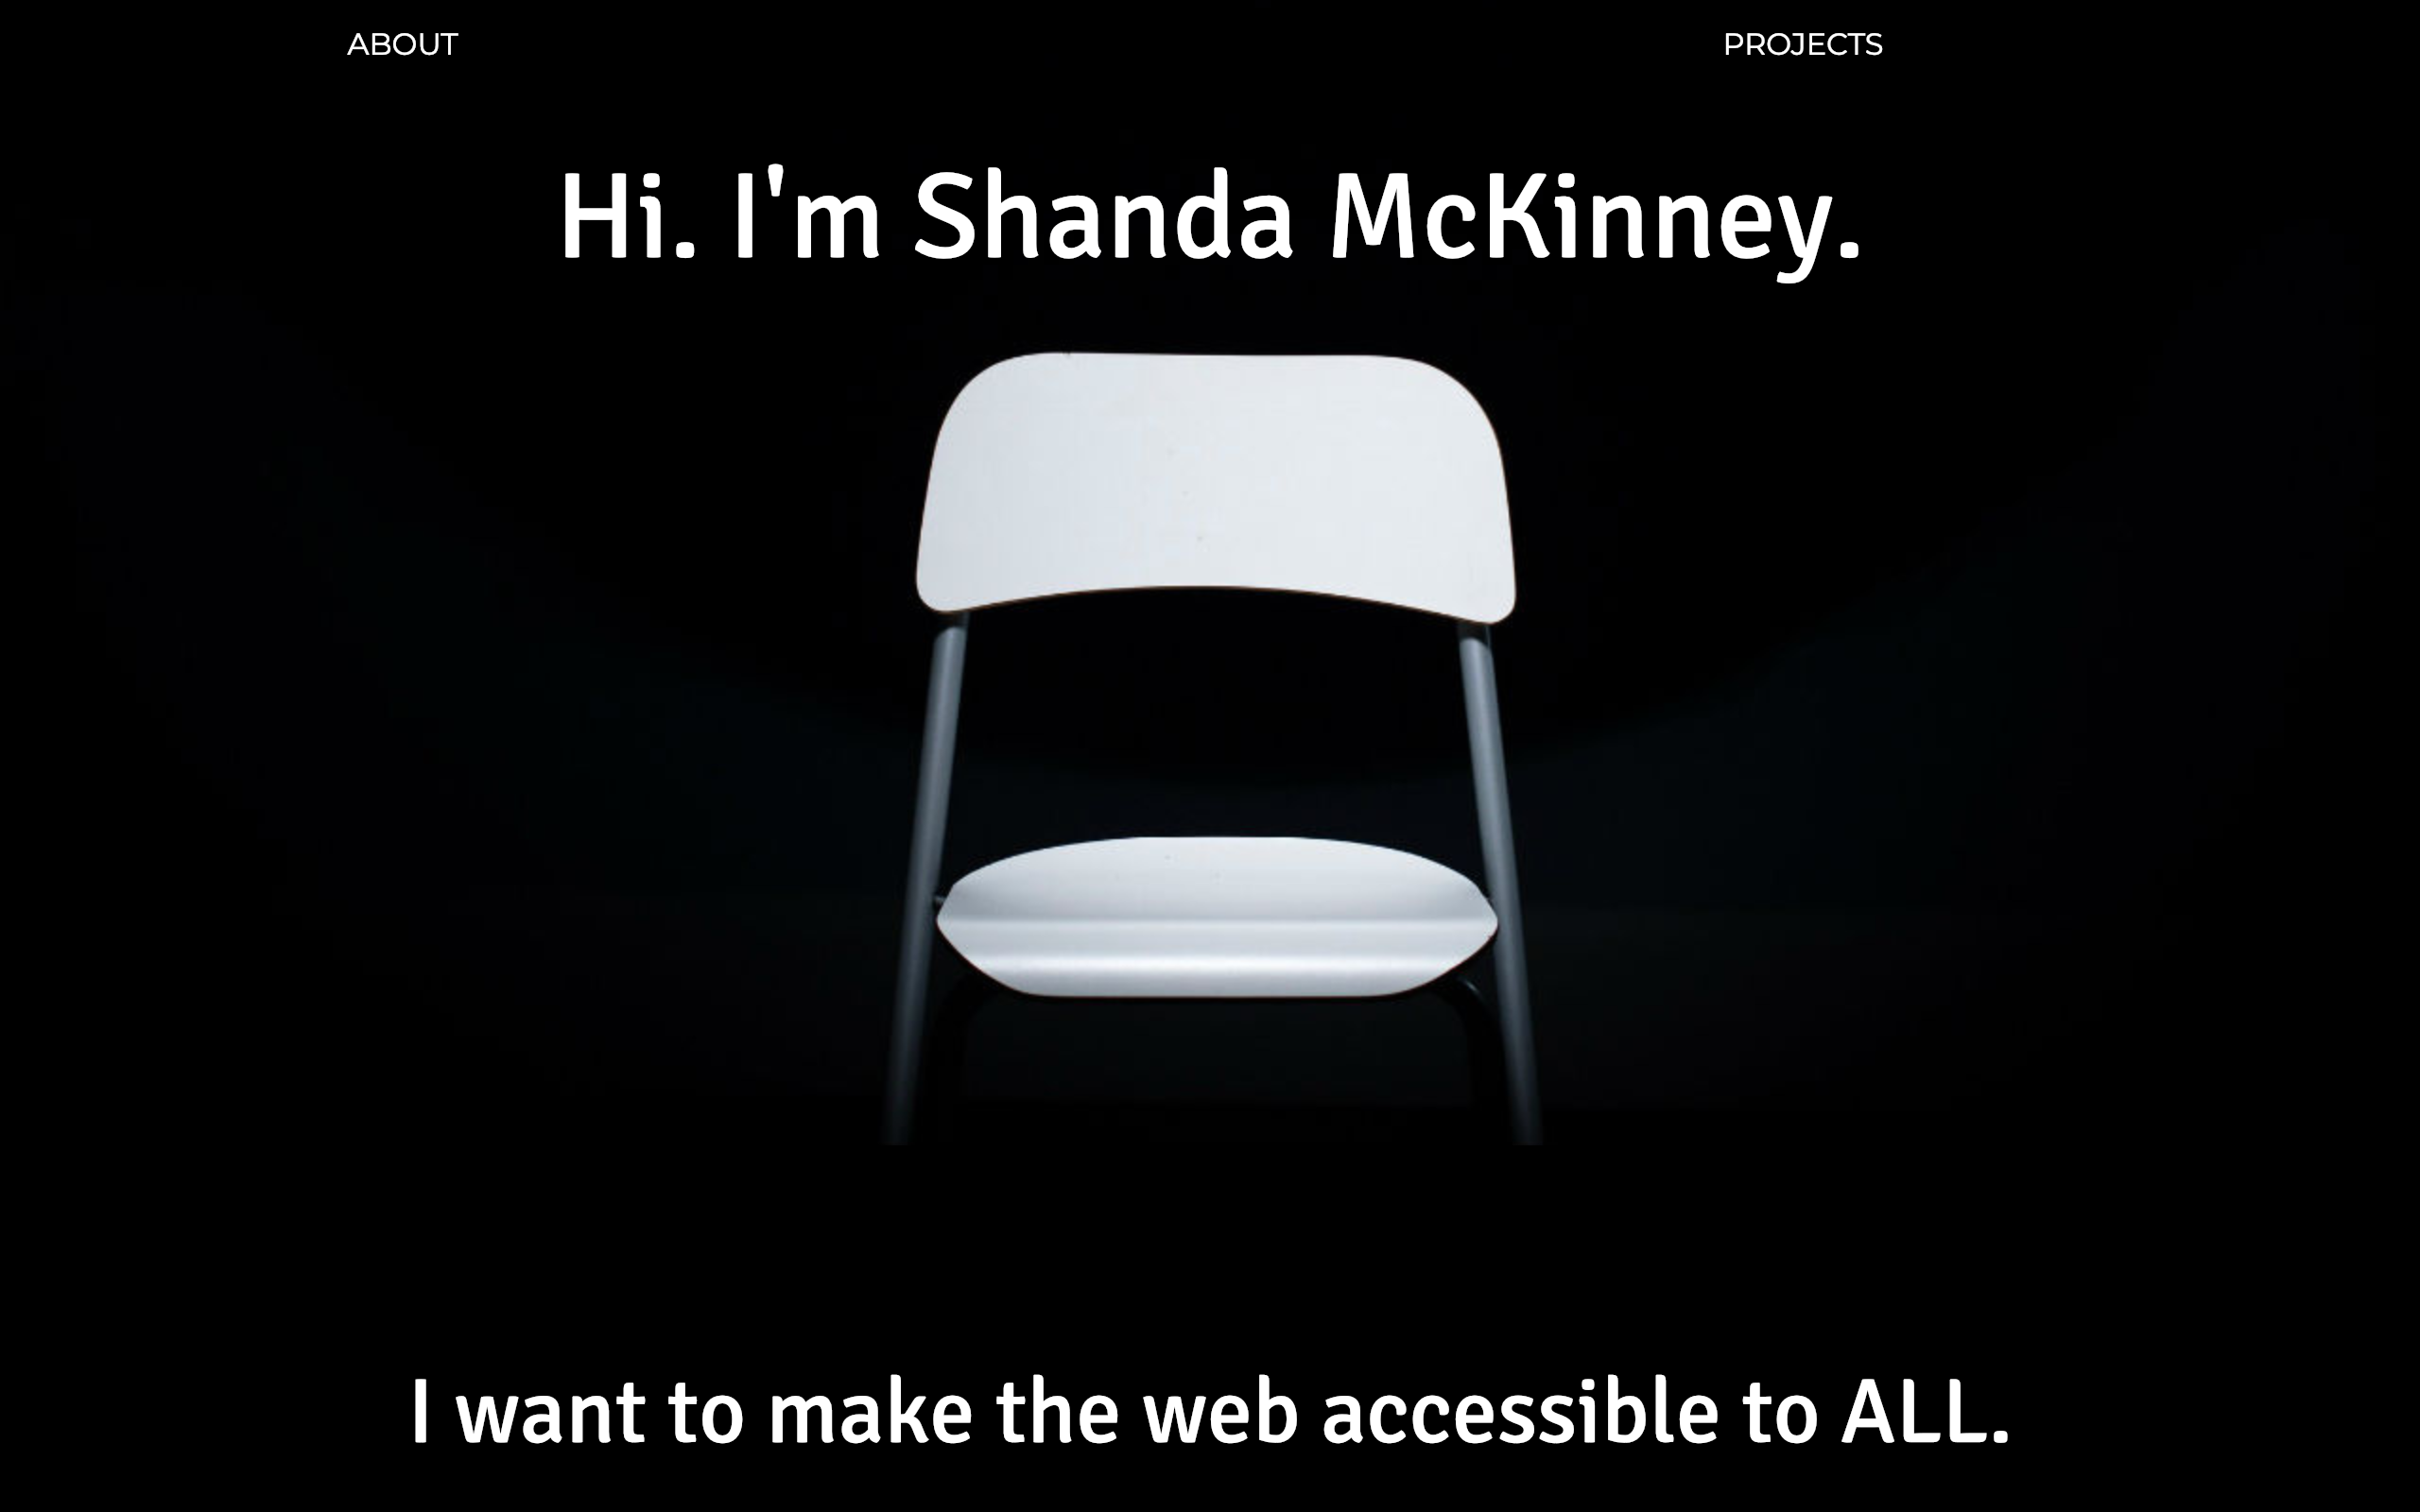 ABOUT PROJECTS
Hi. I'm Shanda McKinney.
I want to make the web accessible to ALL.